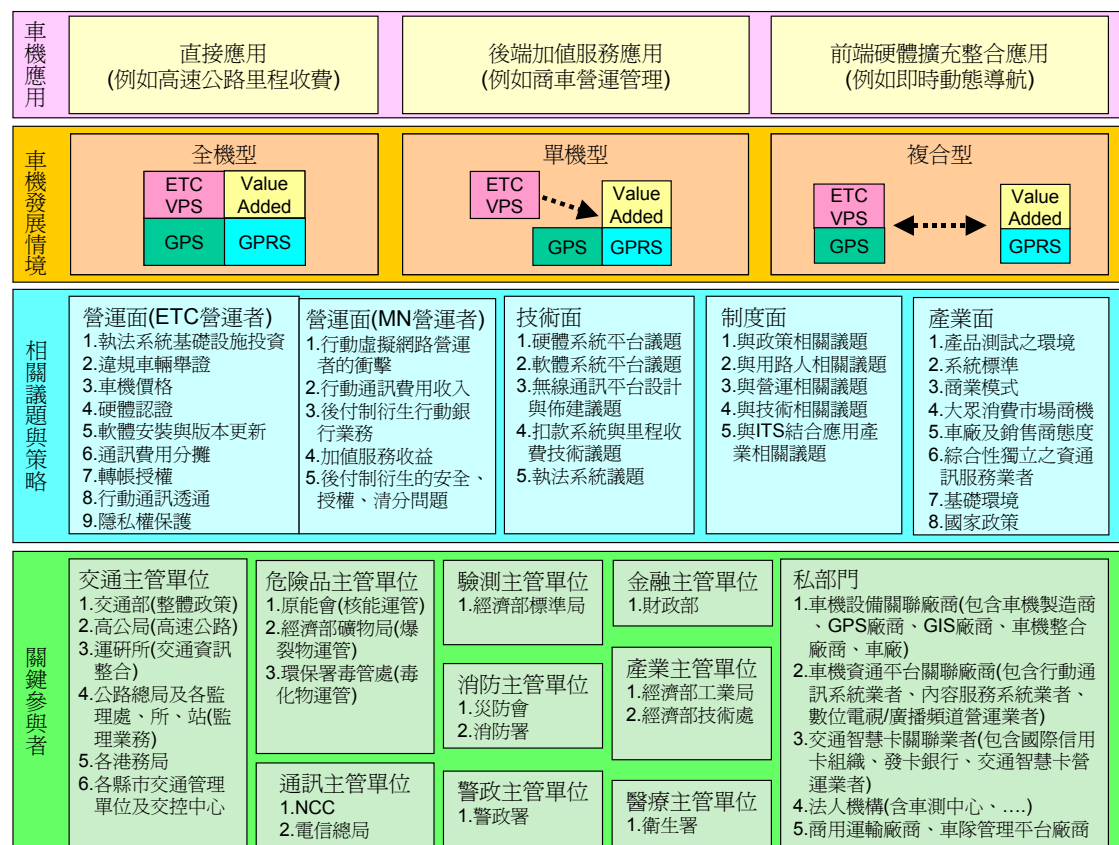 車機應用
直接應用
(例如高速公路里程收費)
後端加值服務應用
(例如商車營運管理)
前端硬體擴充整合應用
(例如即時動態導航)
車機發展情境
全機型
ETC
VPS
Value
Added
GPS
GPRS
單機型
ETC
VPS
Value
Added
GPS
GPRS
複合型
ETC
VPS
GPS
Value
Added
GPRS
相關議題與策略
營運面(ETC營運者)
1.執法系統基礎設施投資
2.違規車輛舉證
3.車機價格
4.硬體認證
5.軟體安裝與版本更新
6.通訊費用分攤
7.轉帳授權
8.行動通訊透通
9.隱私權保護
營運面(MN營運者)
1.行動虛擬網路營運
者的衝擊
2.行動通訊費用收入
3.後付制衍生行動銀
行業務
4.加值服務收益
5.後付制衍生的安全、
授權、清分問題
技術面
1.硬體系統平台議題
2.軟體系統平台議題
3.無線通訊平台設計
與佈建議題
4.扣款系統與里程收
費技術議題
5.執法系統議題
制度面
1.與政策相關議題
2.與用路人相關議題
3.與營運相關議題
4.與技術相關議題
5.與ITS結合應用產
業相關議題
產業面
1.產品測試之環境
2.系統標準
3.商業模式
4.大眾消費市場商機
5.車廠及銷售商態度
6.綜合性獨立之資通
訊服務業者
7.基礎環境
8.國家政策
關鍵參與者
交通主管單位
1.交通部(整體政策)
2.高公局(高速公路)
3.運研所(交通資訊
整合)
4.公路總局及各監
理處、所、站(監
理業務)
5.各港務局
6.各縣市交通管理
單位及交控中心
危險品主管單位
1.原能會(核能運管)
2.經濟部礦物局(爆
裂物運管)
3.環保署毒管處(毒
化物運管)
通訊主管單位
1.NCC
2.電信總局
驗測主管單位
1.經濟部標準局
消防主管單位
1.災防會
2.消防署
警政主管單位
1.警政署
金融主管單位
1.財政部
產業主管單位
1.經濟部工業局
2.經濟部技術處
醫療主管單位
1.衛生署
私部門
1.車機設備關聯廠商(包含車機製造商
、GPS廠商、GIS廠商、車機整合
廠商、車廠)
2.車機資通平台關聯廠商(包含行動通
訊系統業者、內容服務系統業者、
數位電視/廣播頻道營運業者)
3.交通智慧卡關聯業者(包含國際信用
卡組織、發卡銀行、交通智慧卡營
運業者)
4.法人機構(含車測中心、....)
5.商用運輸廠商、車隊管理平台廠商